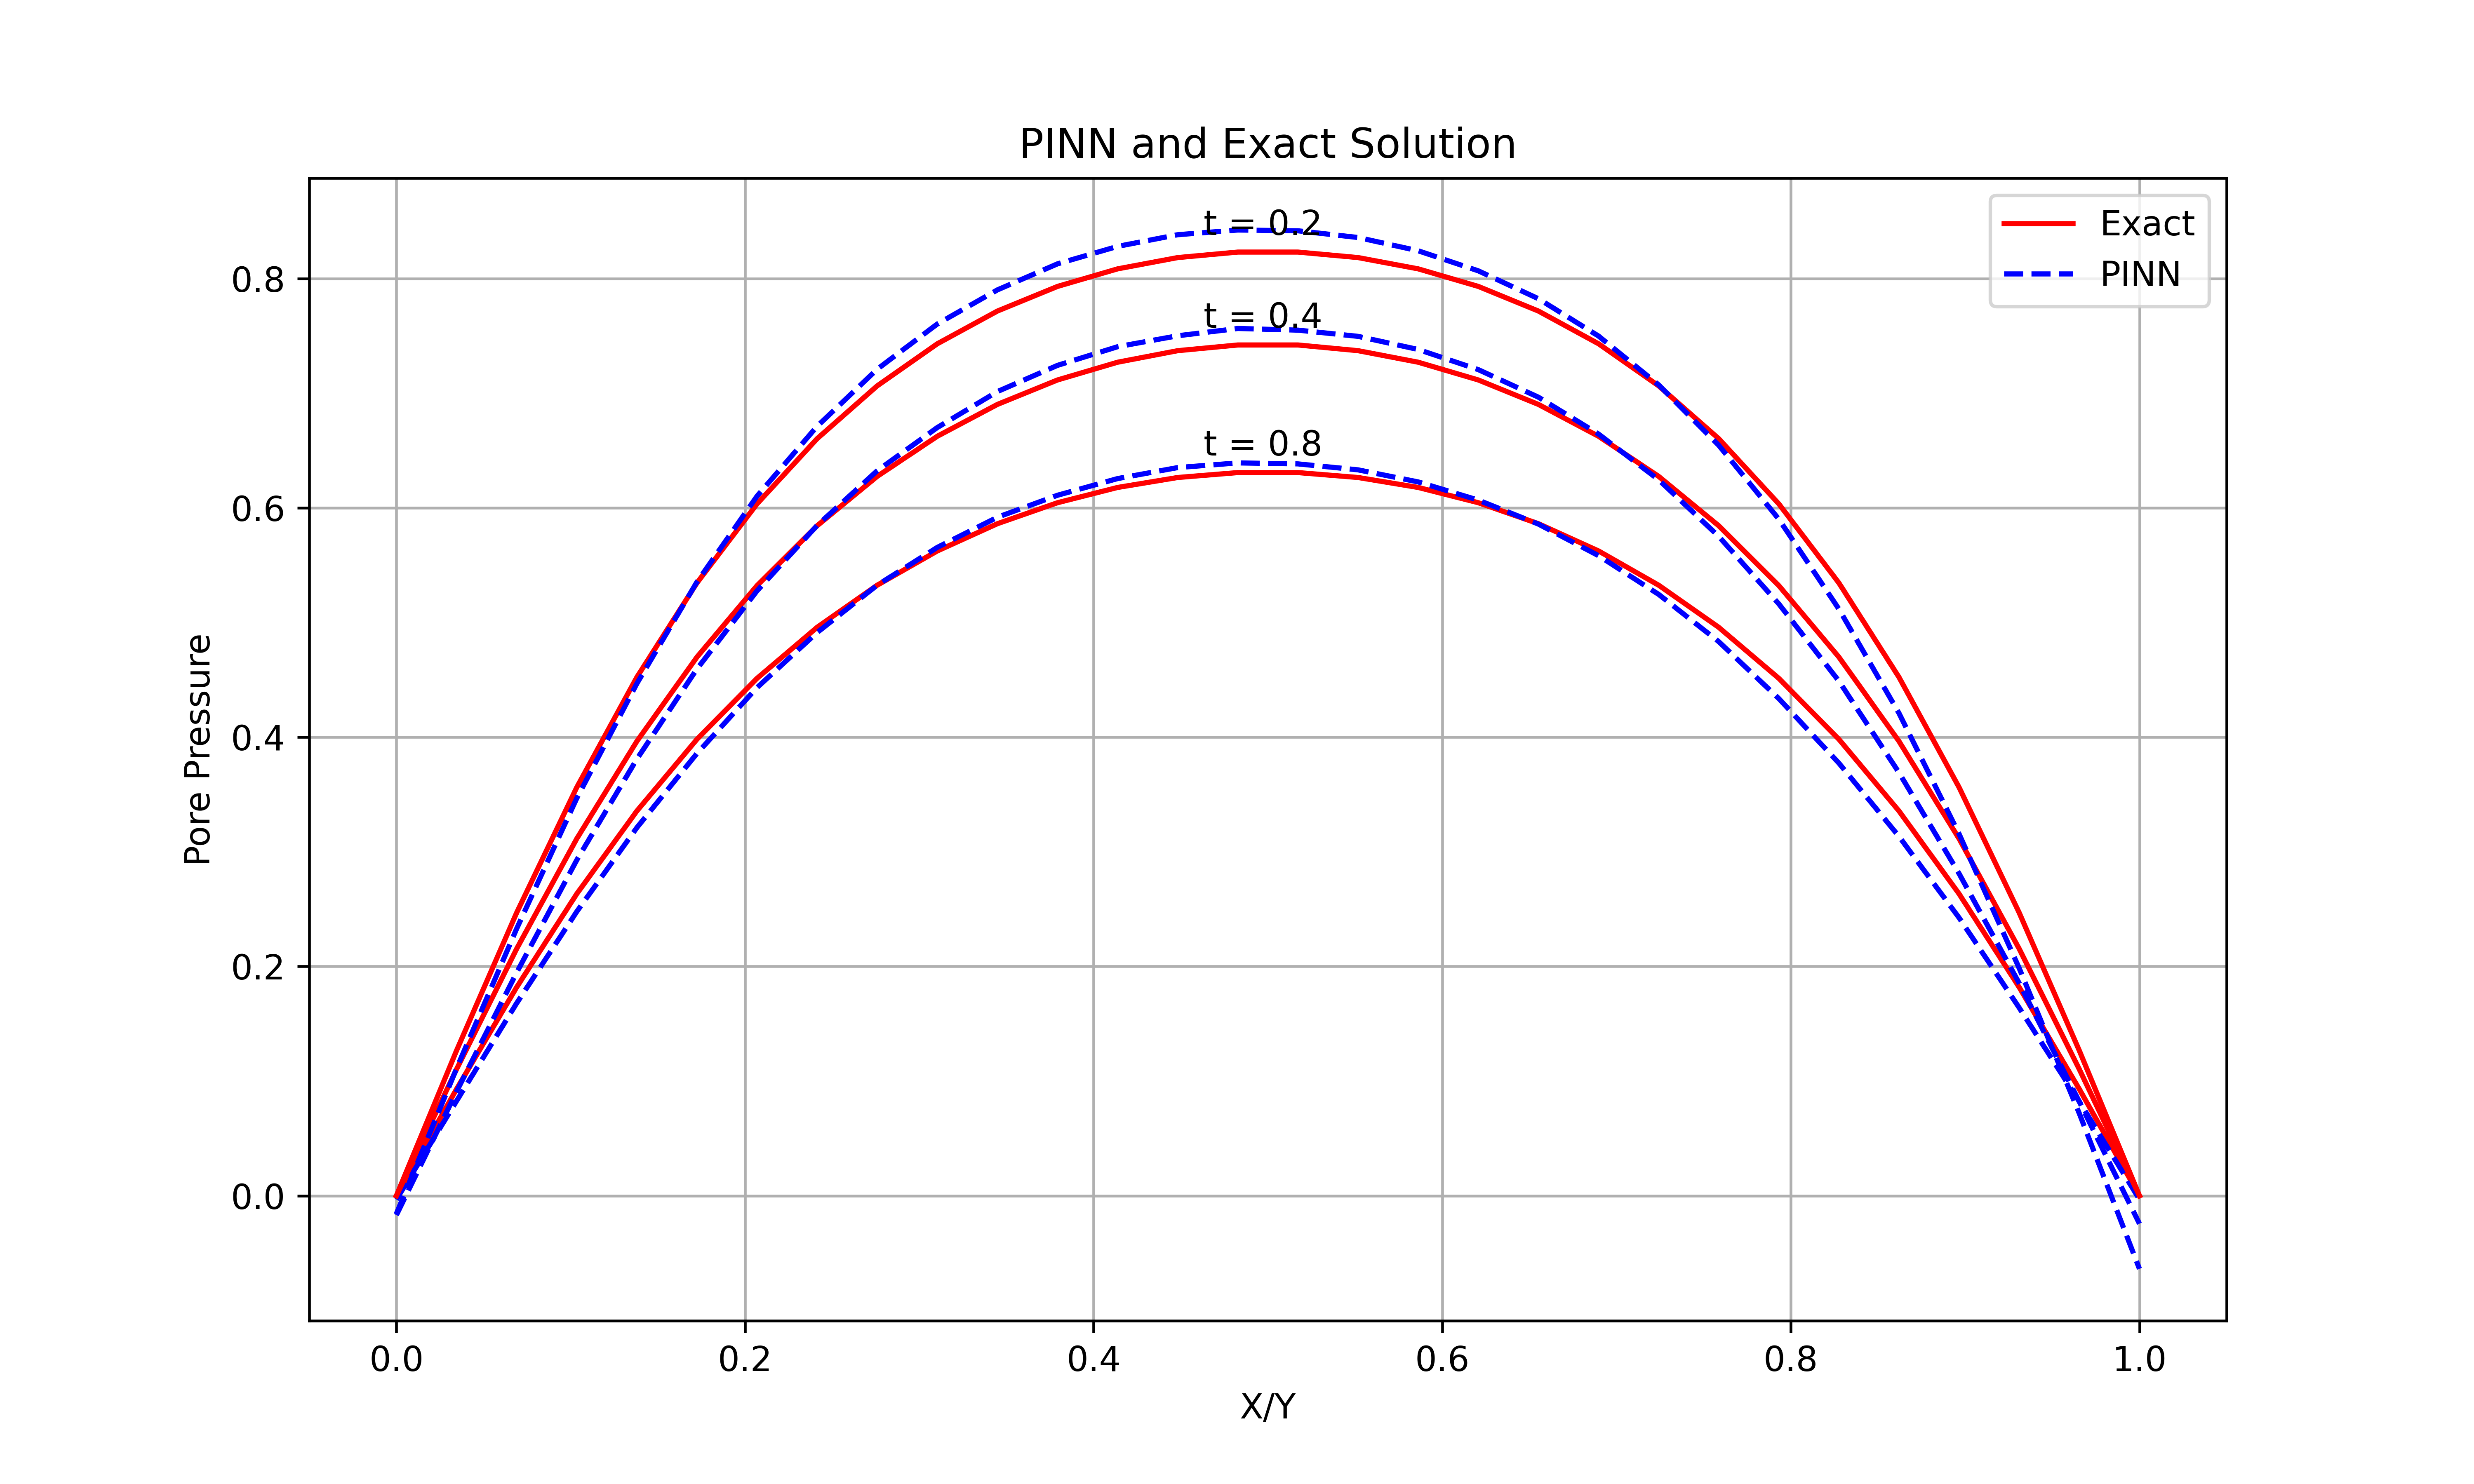 PINN and Exact Solution
Exact
PINN
t = 0.2
t = 0.4
t = 0.8
Pore Pressure
0.8
0.6
0.4
0.2
0.0
0.0 0.2 0.4 0.6 0.8 1.0
X/Y